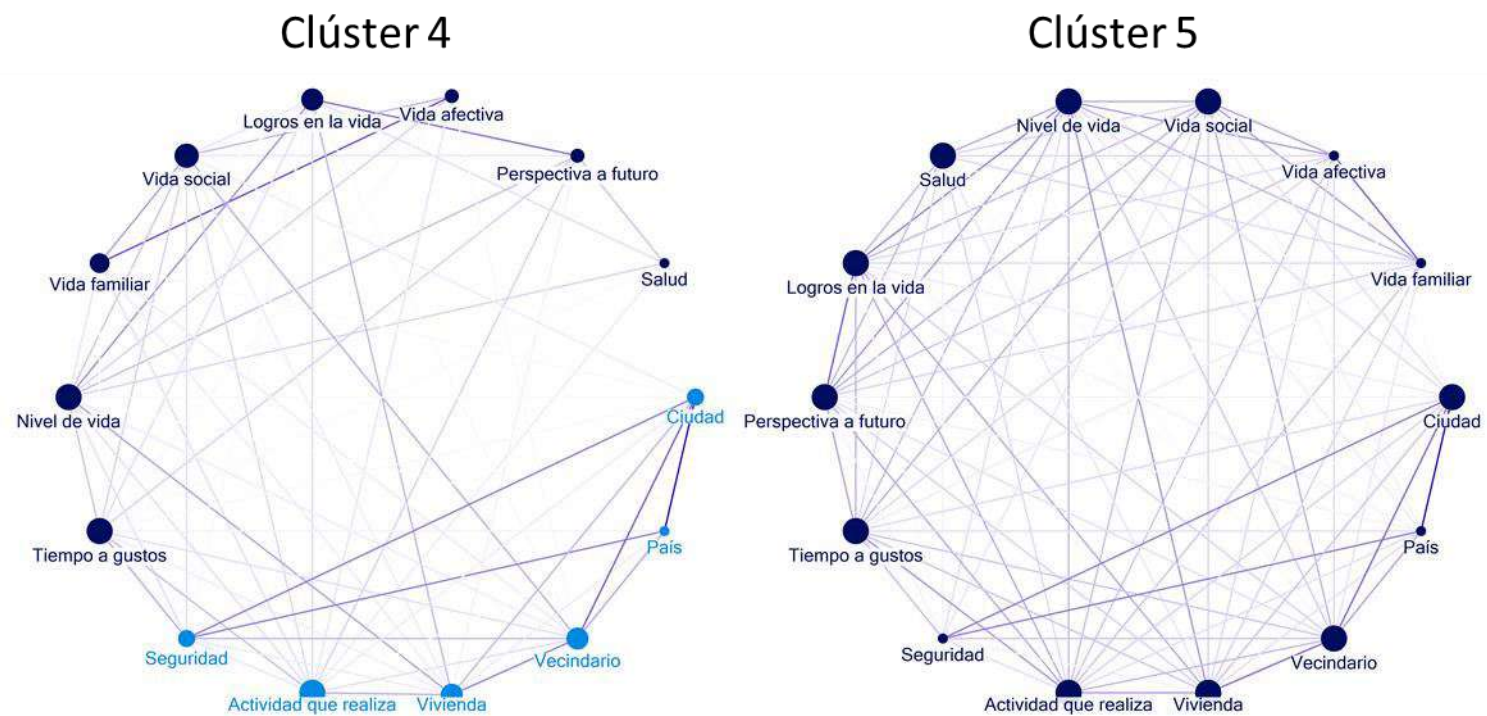 Clúster 4
Logros en la vida
Vida afectiva
Vida social
Perspectiva a futuro
Vida familiar
Salud
Nivel de vida
Ciudad
Tiempo a gustos
País
Seguridad
Vecindario
Actividad que realiza
Vivienda
Clúster 5
Nivel de vida
Vida social
Salud
Vida afectiva
Logros en la vida
Vida familiar
Perspectiva a futuro
Ciudad
Tiempo a gustos
País
Seguridad
Vecindario
Actividad que realiza
Vivienda